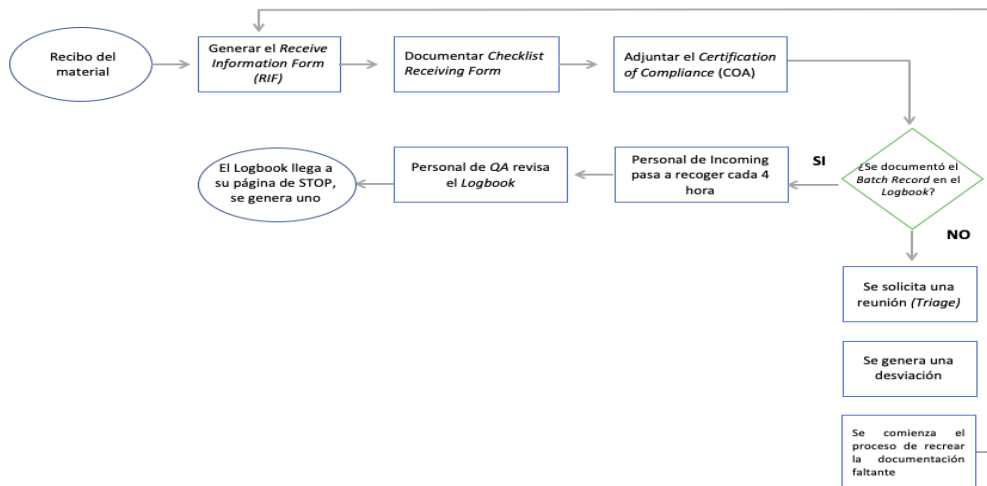 Recibo del
material
Generar el Receive
Information Form
(RIF)
Documentar Checklist
Receiving Form
Adjuntar el Certification
of Compliance (COA)
¿Se documentó el
Batch Record en el
Logbook?
SI
Personal de Incoming
pasa a recoger cada 4
hora
Personal de QA revisa
el Logbook
El Logbook llega a
su página de STOP,
se genera uno
NO
Se solicita una
reunión (Triage)
Se genera una
desviación
Se comienza el
proceso de recrear
la documentación
faltante